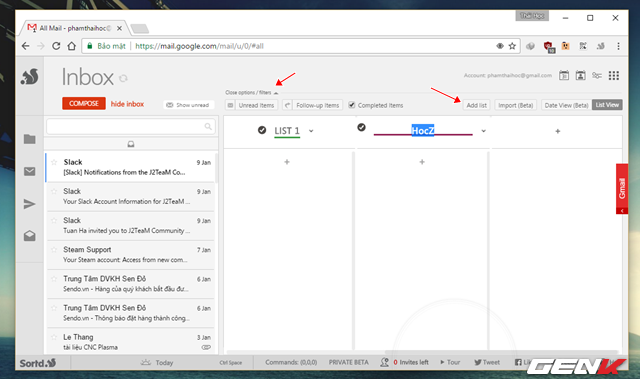 Thái Học
All Mail - phamthaihoc@g
Bảo mật https://mail.google.com/mail/u/0/#all
Inbox
Account: phamthaihoc@gmail.com
Close options / filters
COMPOSE hide inbox Show unread
Unread items Follow-up items Completed items Add list Import (Beta) Date View (Beta) List View
LIST 1 HocZ +
+ +
Slack 9 Jan
[Slack] Notifications from the J2TeaM Co...
Slack 9 Jan
Your Slack Account Information for J2TeaM ...
Slack 9 Jan
Tuan Ha invited you to J2TeaM Community ...
Steam Support 7 Jan
Your Steam account: Access from new com...
Trung Tâm DVKH Sen Đỏ 6 Jan
Sendo.vn - Hàng của quý khách bắt đầu đư...
Trung Tâm DVKH Sen Đỏ 6 Jan
Sendo.vn - Thông báo đặt hàng thành công...
Le Thang 3 Jan
tài liệu CNC Plasma
Gmail
Sortd Today Ctrl Space Commands: (0,0,0) PRIVATE BETA 0 Invites left Tour Tweet Lik
GENK